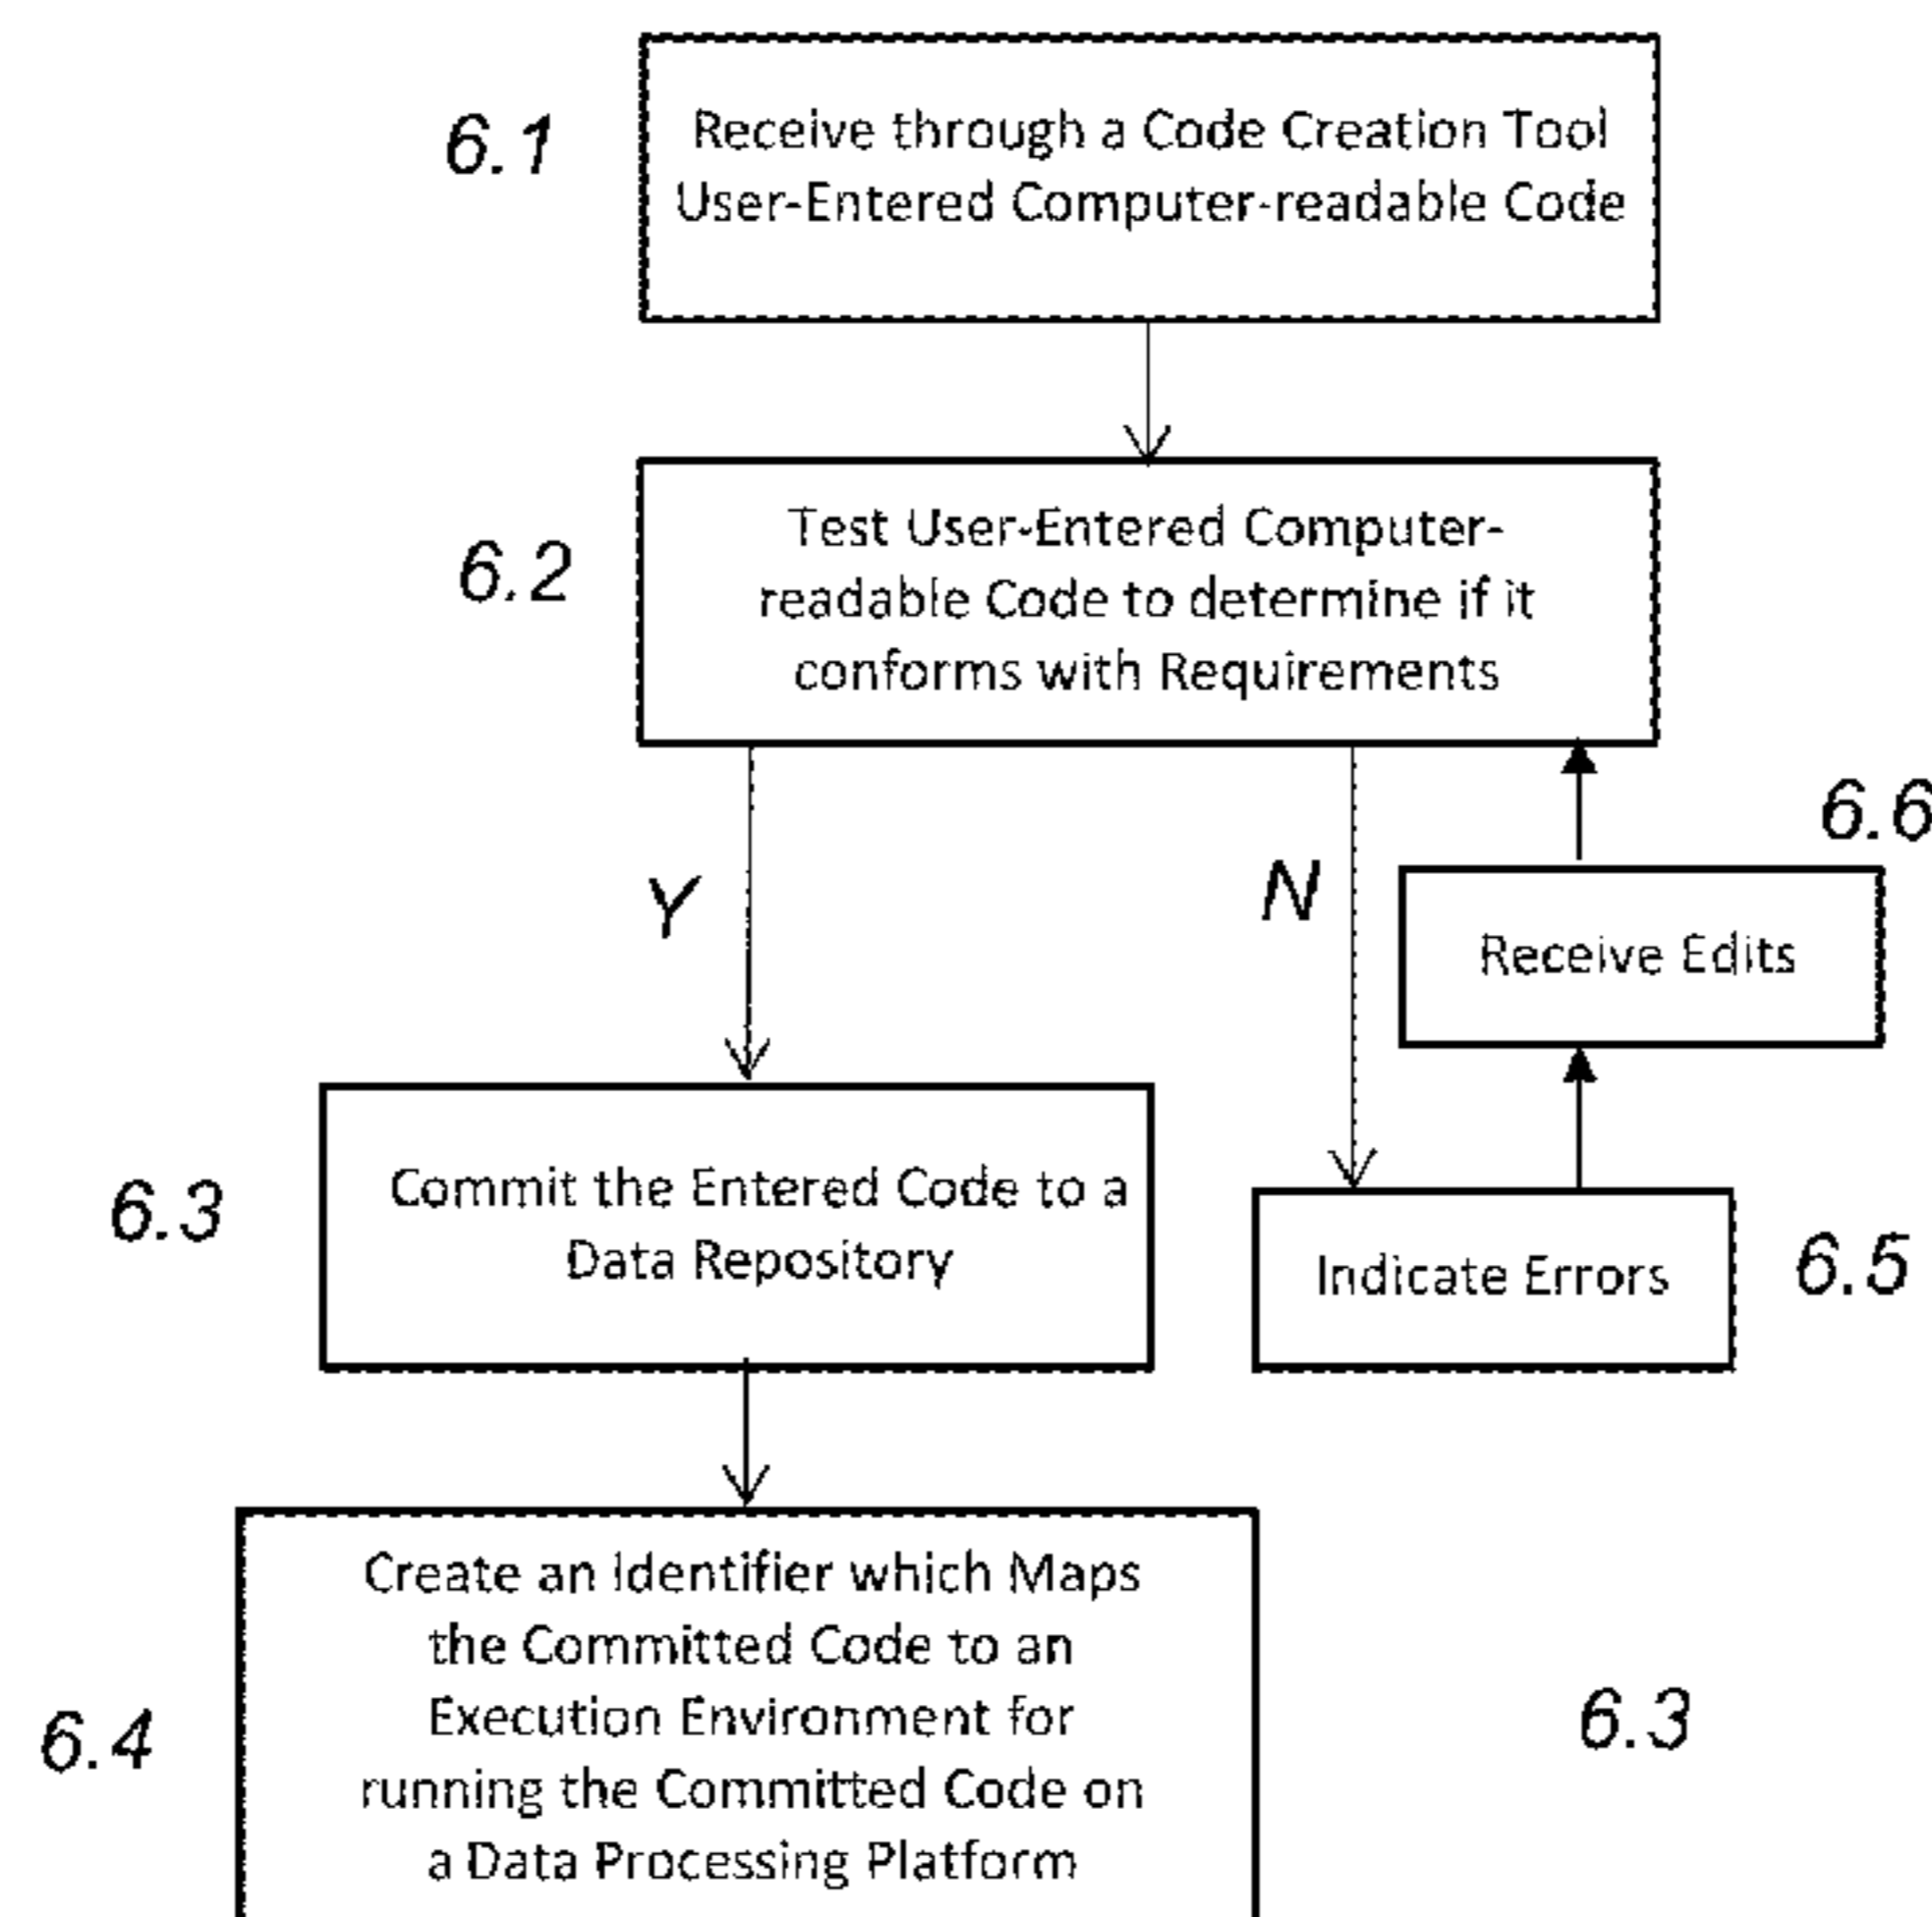 6.1
Receive through a Code Creation Tool
User-Entered Computer-readable Code
6.2
Test User-Entered Computer-
readable Code to determine if it
conforms with Requirements
Y
N
6.6
Receive Edits
6.3
Commit the Entered Code to a
Data Repository
Indicate Errors
6.5
6.4
Create an Identifier which Maps
the Committed Code to an
Execution Environment for
running the Committed Code on
a Data Processing Platform
6.3